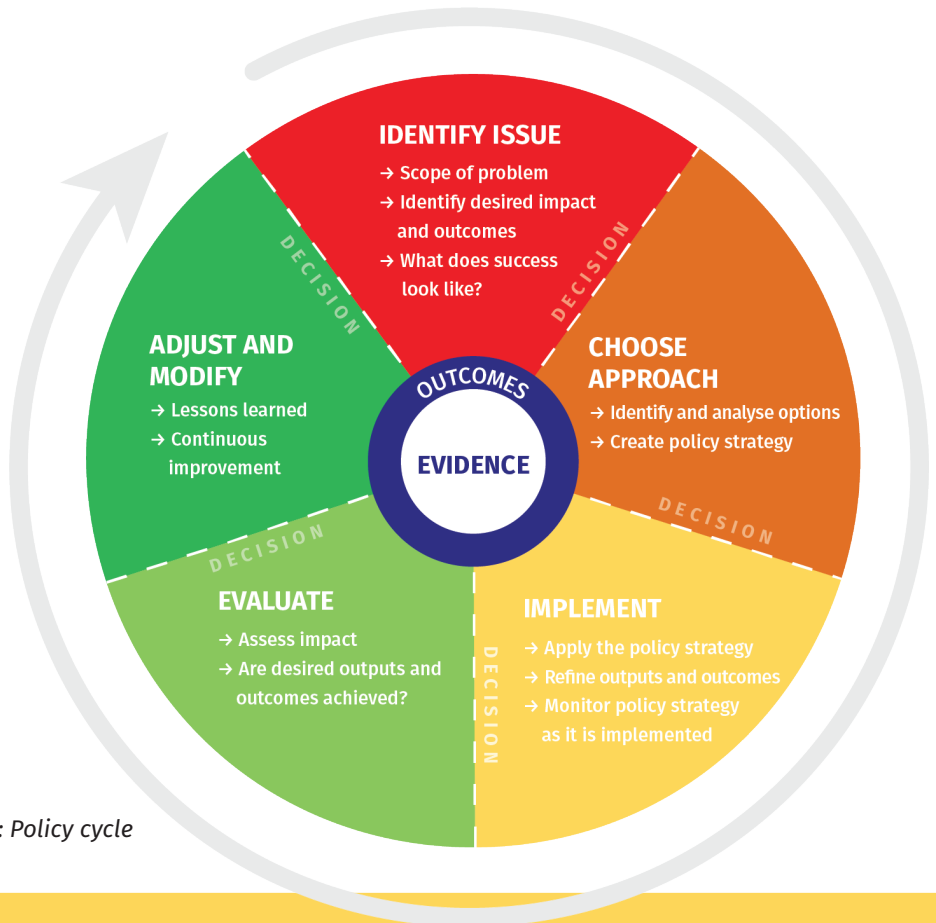 IDENTIFY ISSUE
→ Scope of problem
→ Identify desired impact
and outcomes
→ What does success
look like?
DECISION
CHOOSE
APPROACH
→ Identify and analyse options
→ Create policy strategy
DECISION
IMPLEMENT
→ Apply the policy strategy
→ Refine outputs and outcomes
→ Monitor policy strategy
as it is implemented
DECISION
EVALUATE
→ Assess impact
→ Are desired outputs and
outcomes achieved?
DECISION
ADJUST AND
MODIFY
→ Lessons learned
→ Continuous
improvement
DECISION
OUTCOMES
EVIDENCE
: Policy cycle